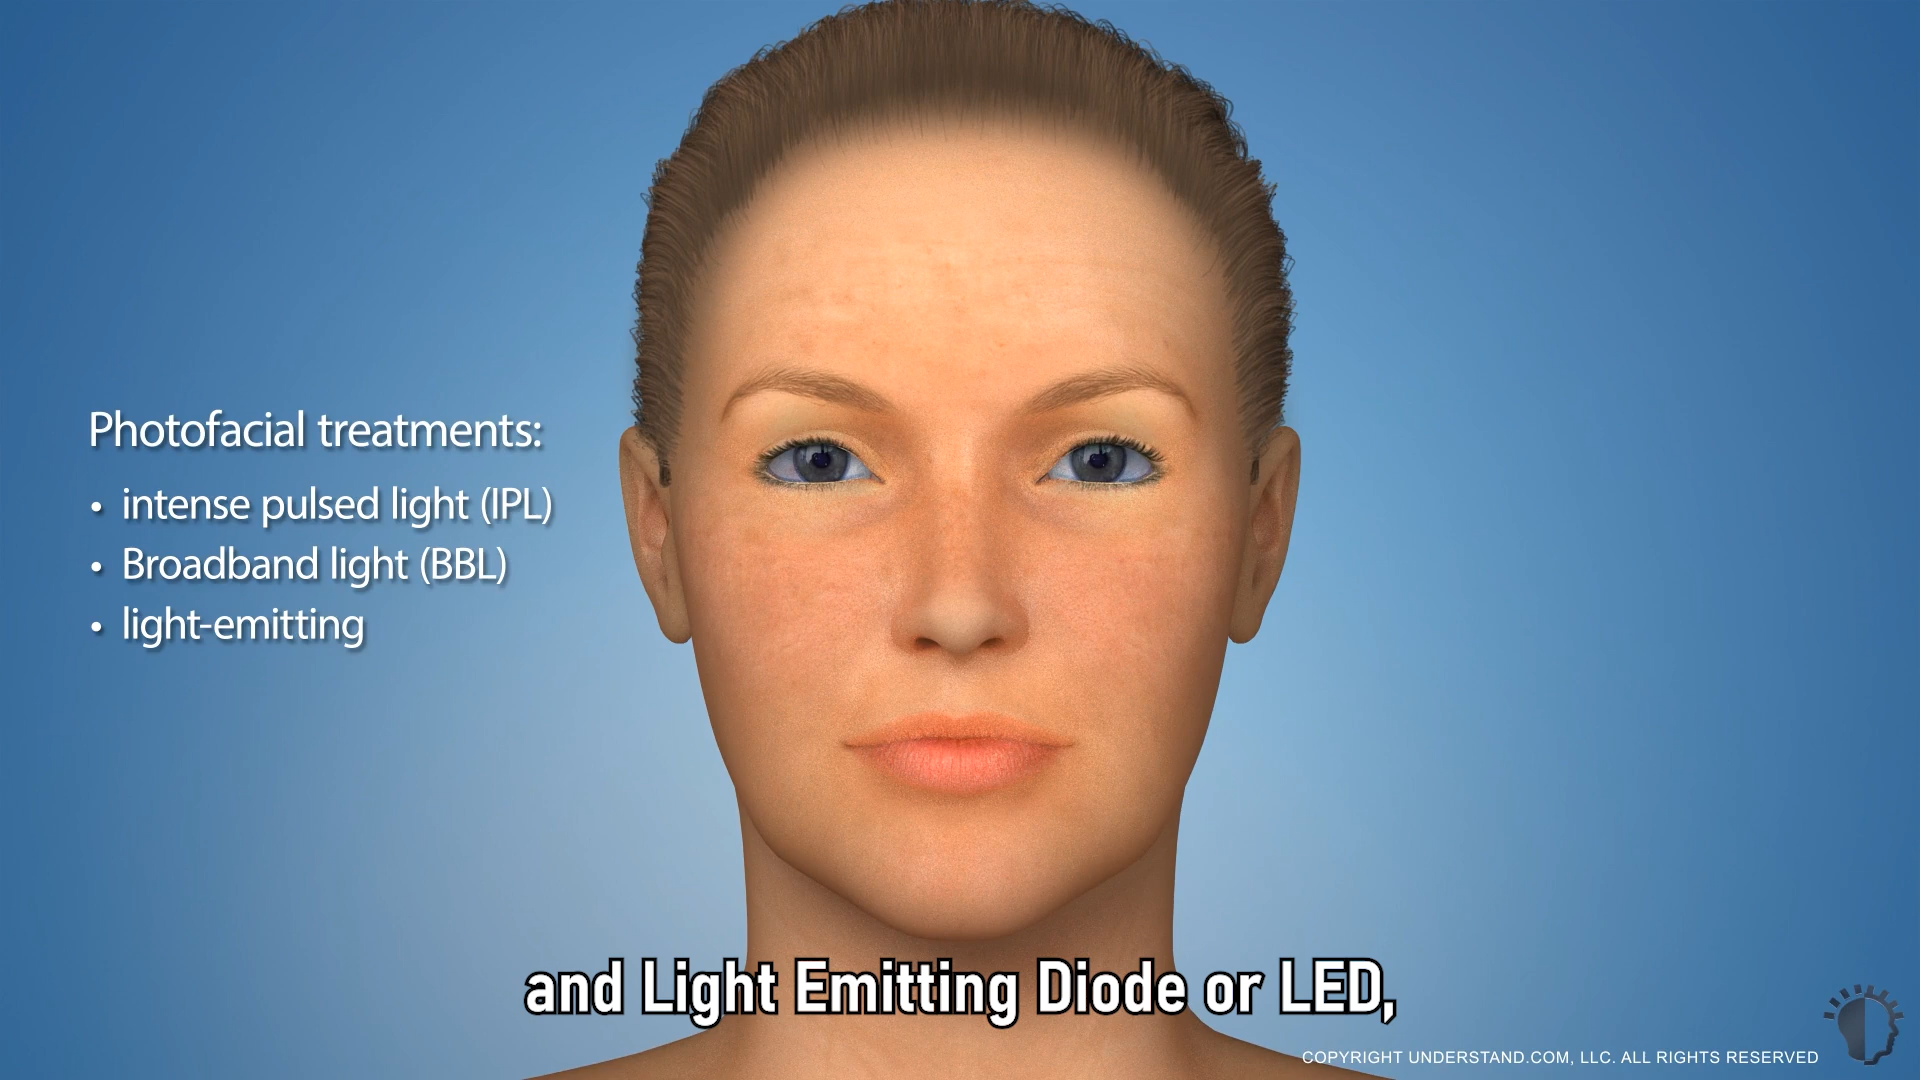 Photofacial treatments:
• intense pulsed light (IPL)
• Broadband light (BBL)
• light-emitting
and Light Emitting Diode or LED,
COPYRIGHT UNDERSTAND.COM, LLC. ALL RIGHTS RESERVED